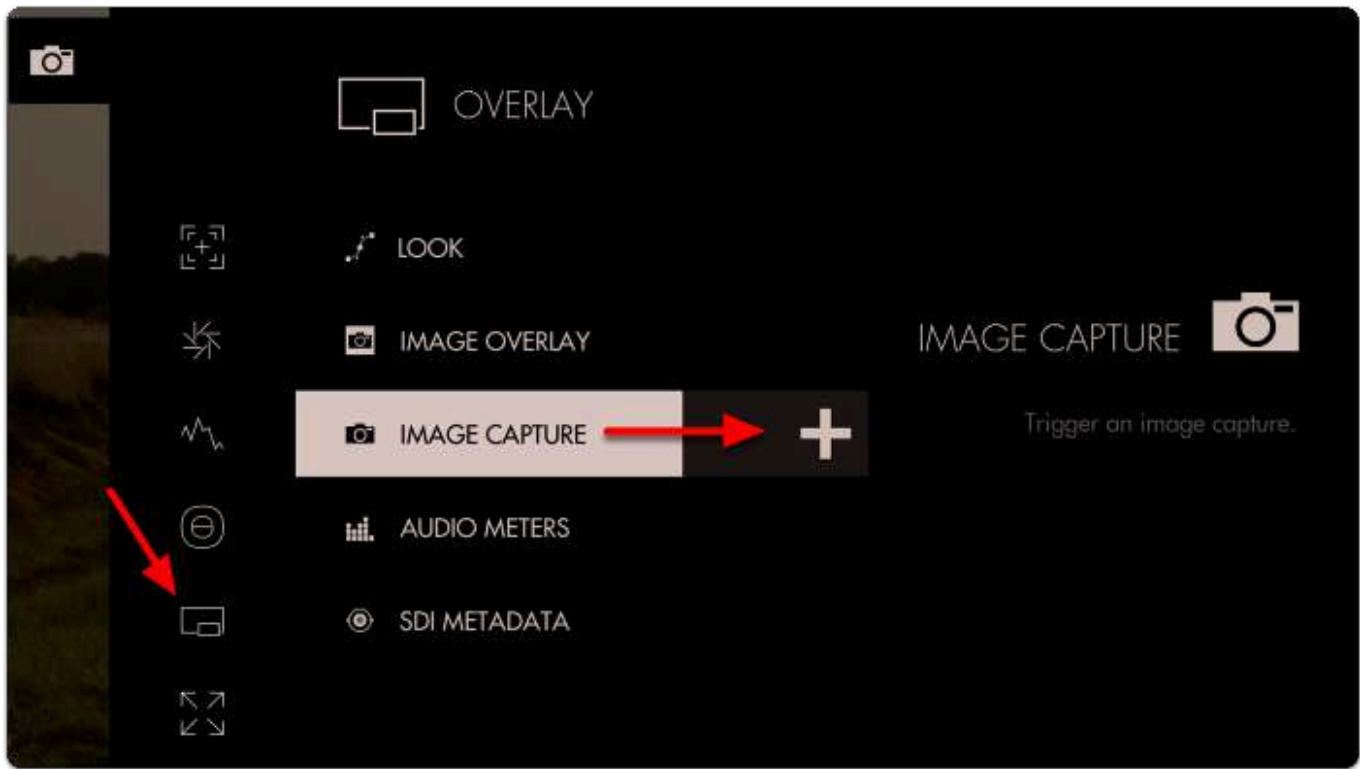 OVERLAY
LOOK
IMAGE OVERLAY
IMAGE CAPTURE
AUDIO METERS
SDI METADATA
IMAGE CAPTURE
Trigger an image capture.